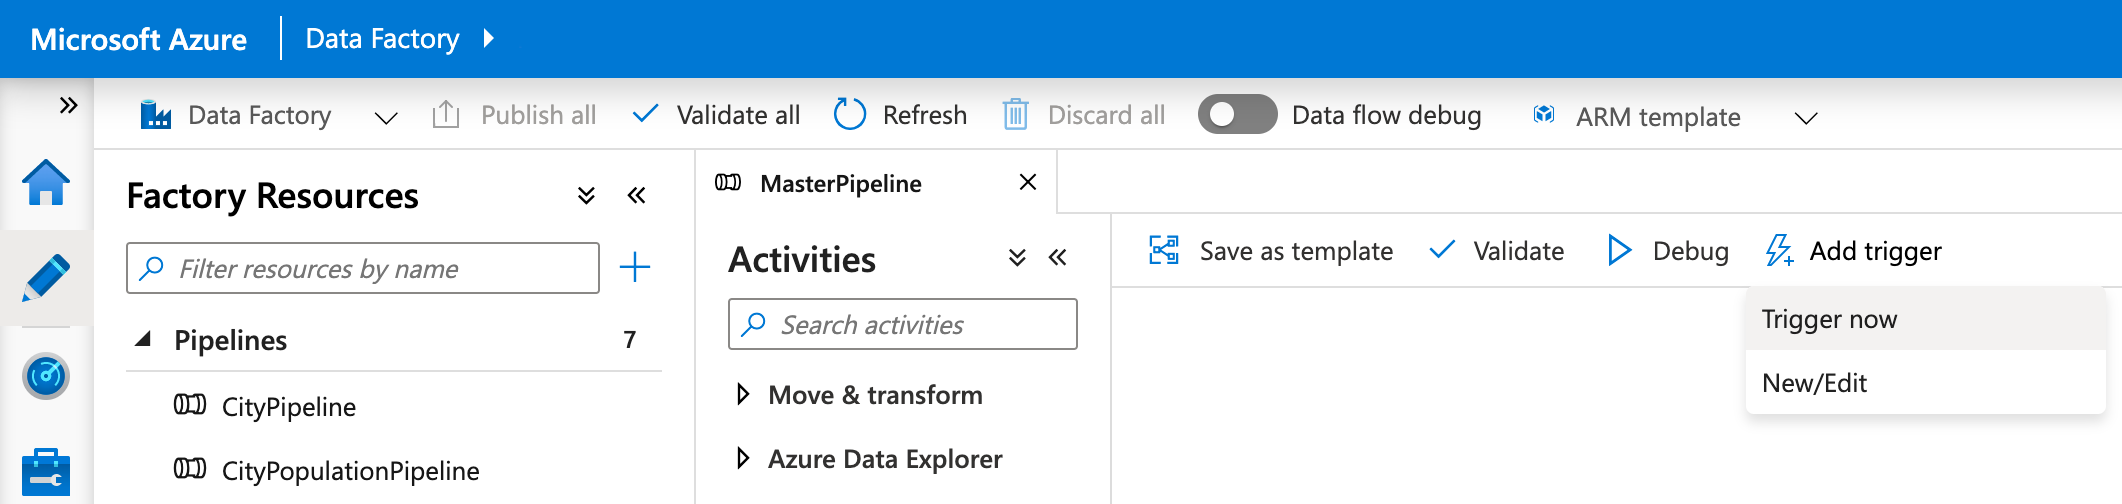 Microsoft Azure Data Factory
Data Factory Publish all Validate all Refresh Discard all Data flow debug ARM template
Factory Resources
Filter resources by name
Pipelines 7
CityPipeline
CityPopulationPipeline
MasterPipeline
Activities
Search activities
Move & transform
Azure Data Explorer
Save as template Validate Debug Add trigger
Trigger now
New/Edit